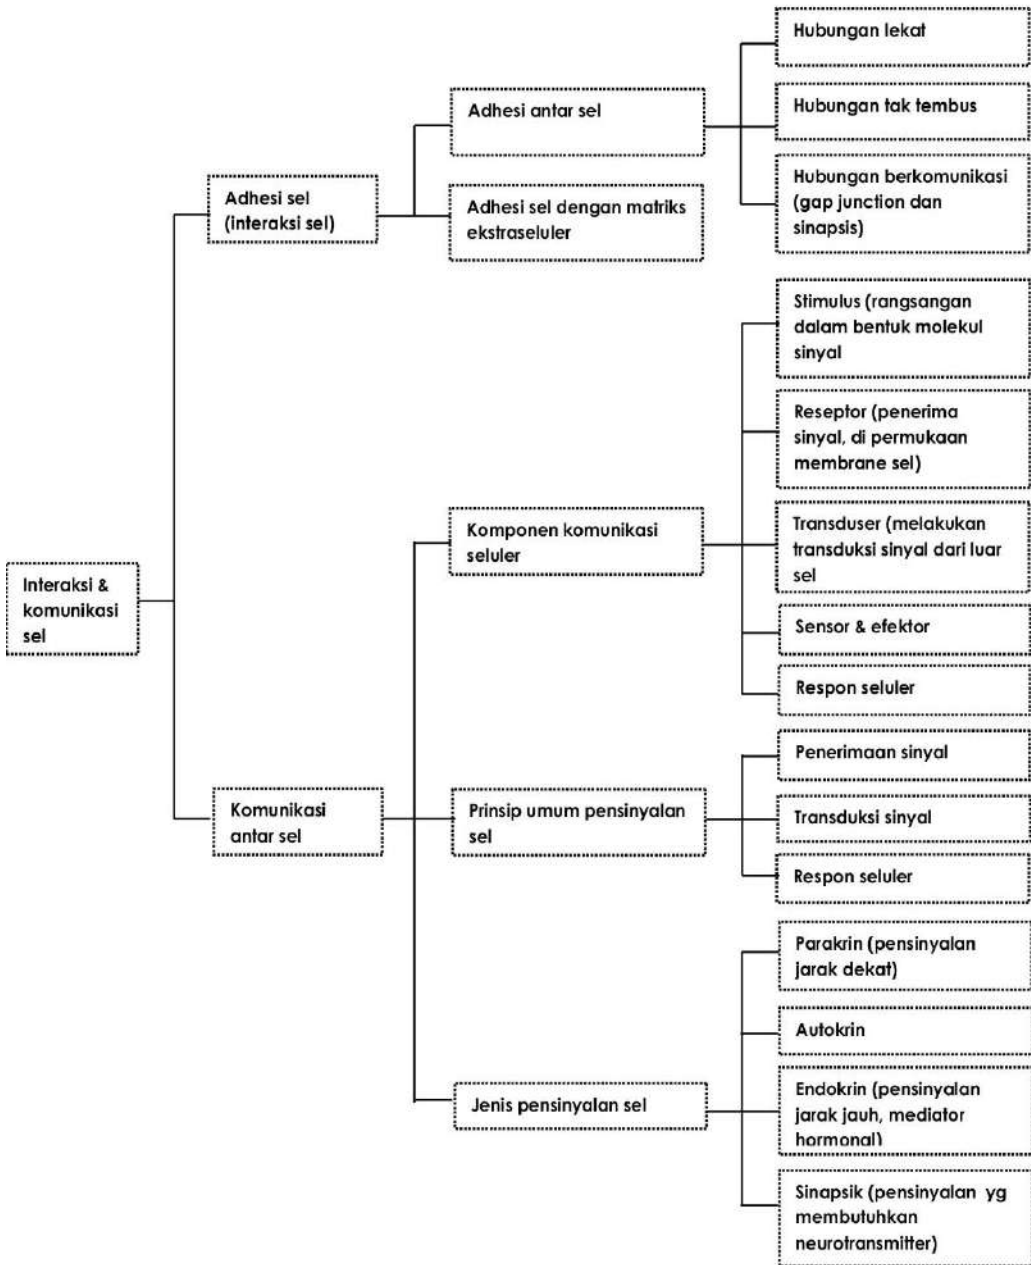 Hubungan lekat
Adhesi antar sel
Hubungan tak tembus
Hubungan berkomunikasi
(gap junction dan
sinapsis)
Adhesi sel
(interaksi sel)
Adhesi sel dengan matriks
ekstraseluler
Stimulus (rangsangan
dalam bentuk molekul
sinyal
Reseptor (penerima
sinyal, di permukaan
membrane sel)
Komponen komunikasi
seluler
Transduser (melakukan
transduksi sinyal dari luar
sel
Interaksi &
komunikasi
sel
Sensor & efektor
Respon seluler
Penerimaan sinyal
Komunikasi
antar sel
Prinsip umum pensinyalan
sel
Transduksi sinyal
Respon seluler
Parakrin (pensinyalan
jarak dekat)
Autokrin
Jenis pensinyalan sel
Endokrin (pensinyalan
jarak jauh, mediator
hormonal)
Sinapsik (pensinyalan yg
membutuhkan
neurotransmitter)